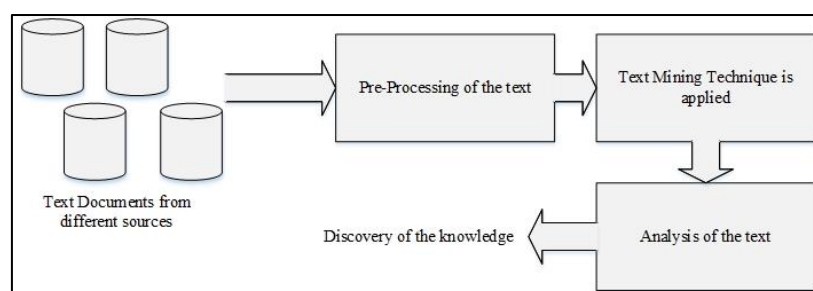 Pre-Processing of the text
Text Mining Technique is
applied
Text Documents from
different sources
Discovery of the knowledge
Analysis of the text